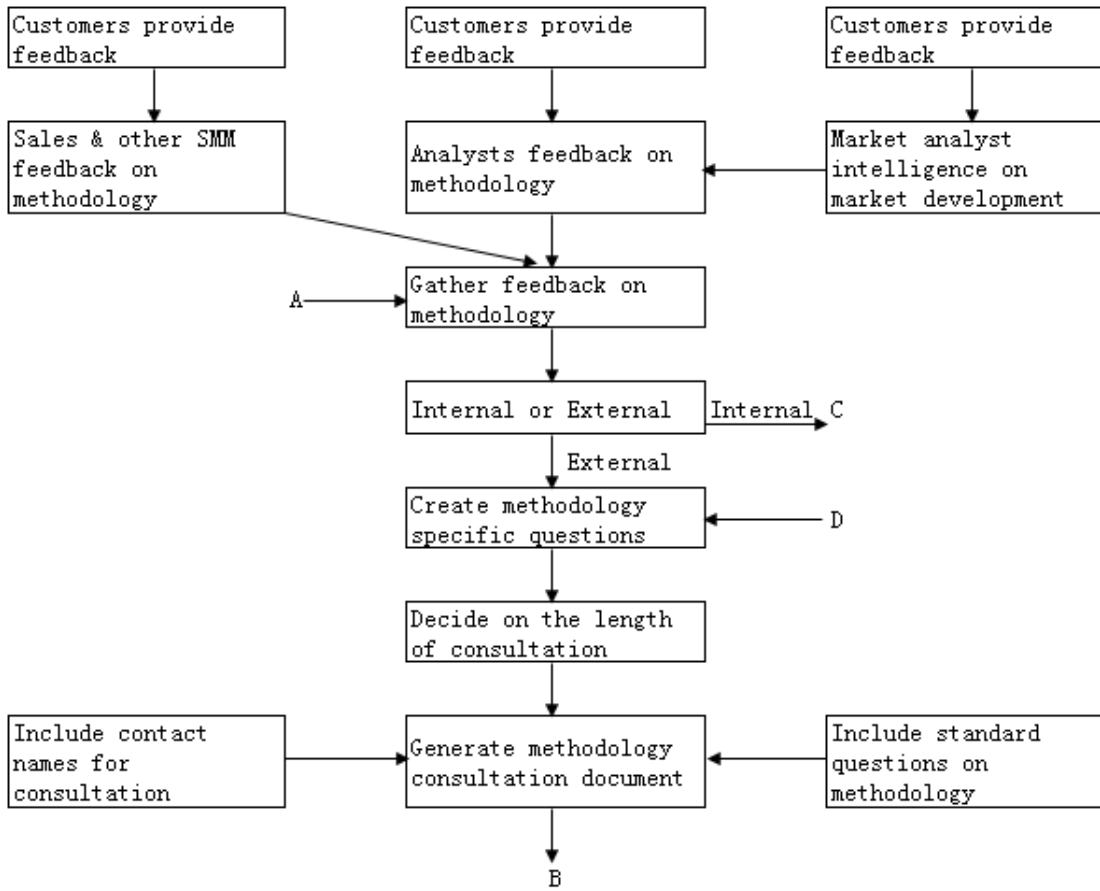 Customers provide
feedback
Customers provide
feedback
Customers provide
feedback
Sales & other SMM
feedback on
methodology
Analysts feedback on
methodology
Market analyst
intelligence on
market development
A
Gather feedback on
methodology
Internal or External
Internal
C
External
Create methodology
specific questions
D
Decide on the length
of consultation
Include contact
names for
consultation
Generate methodology
consultation document
Include standard
questions on
methodology
B